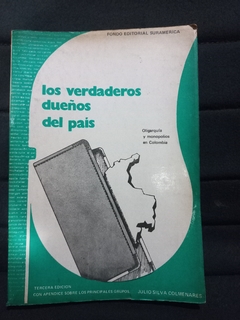 FONDO EDITORIAL SURAMERICA
los verdaderos
dueños
del país
Oligarquía
y monopolios
en Colombia
TERCERA EDICION
CON APENDICE SOBRE LOS PRINCIPALES GRUPOS
JULIO SILVA COLMENARES